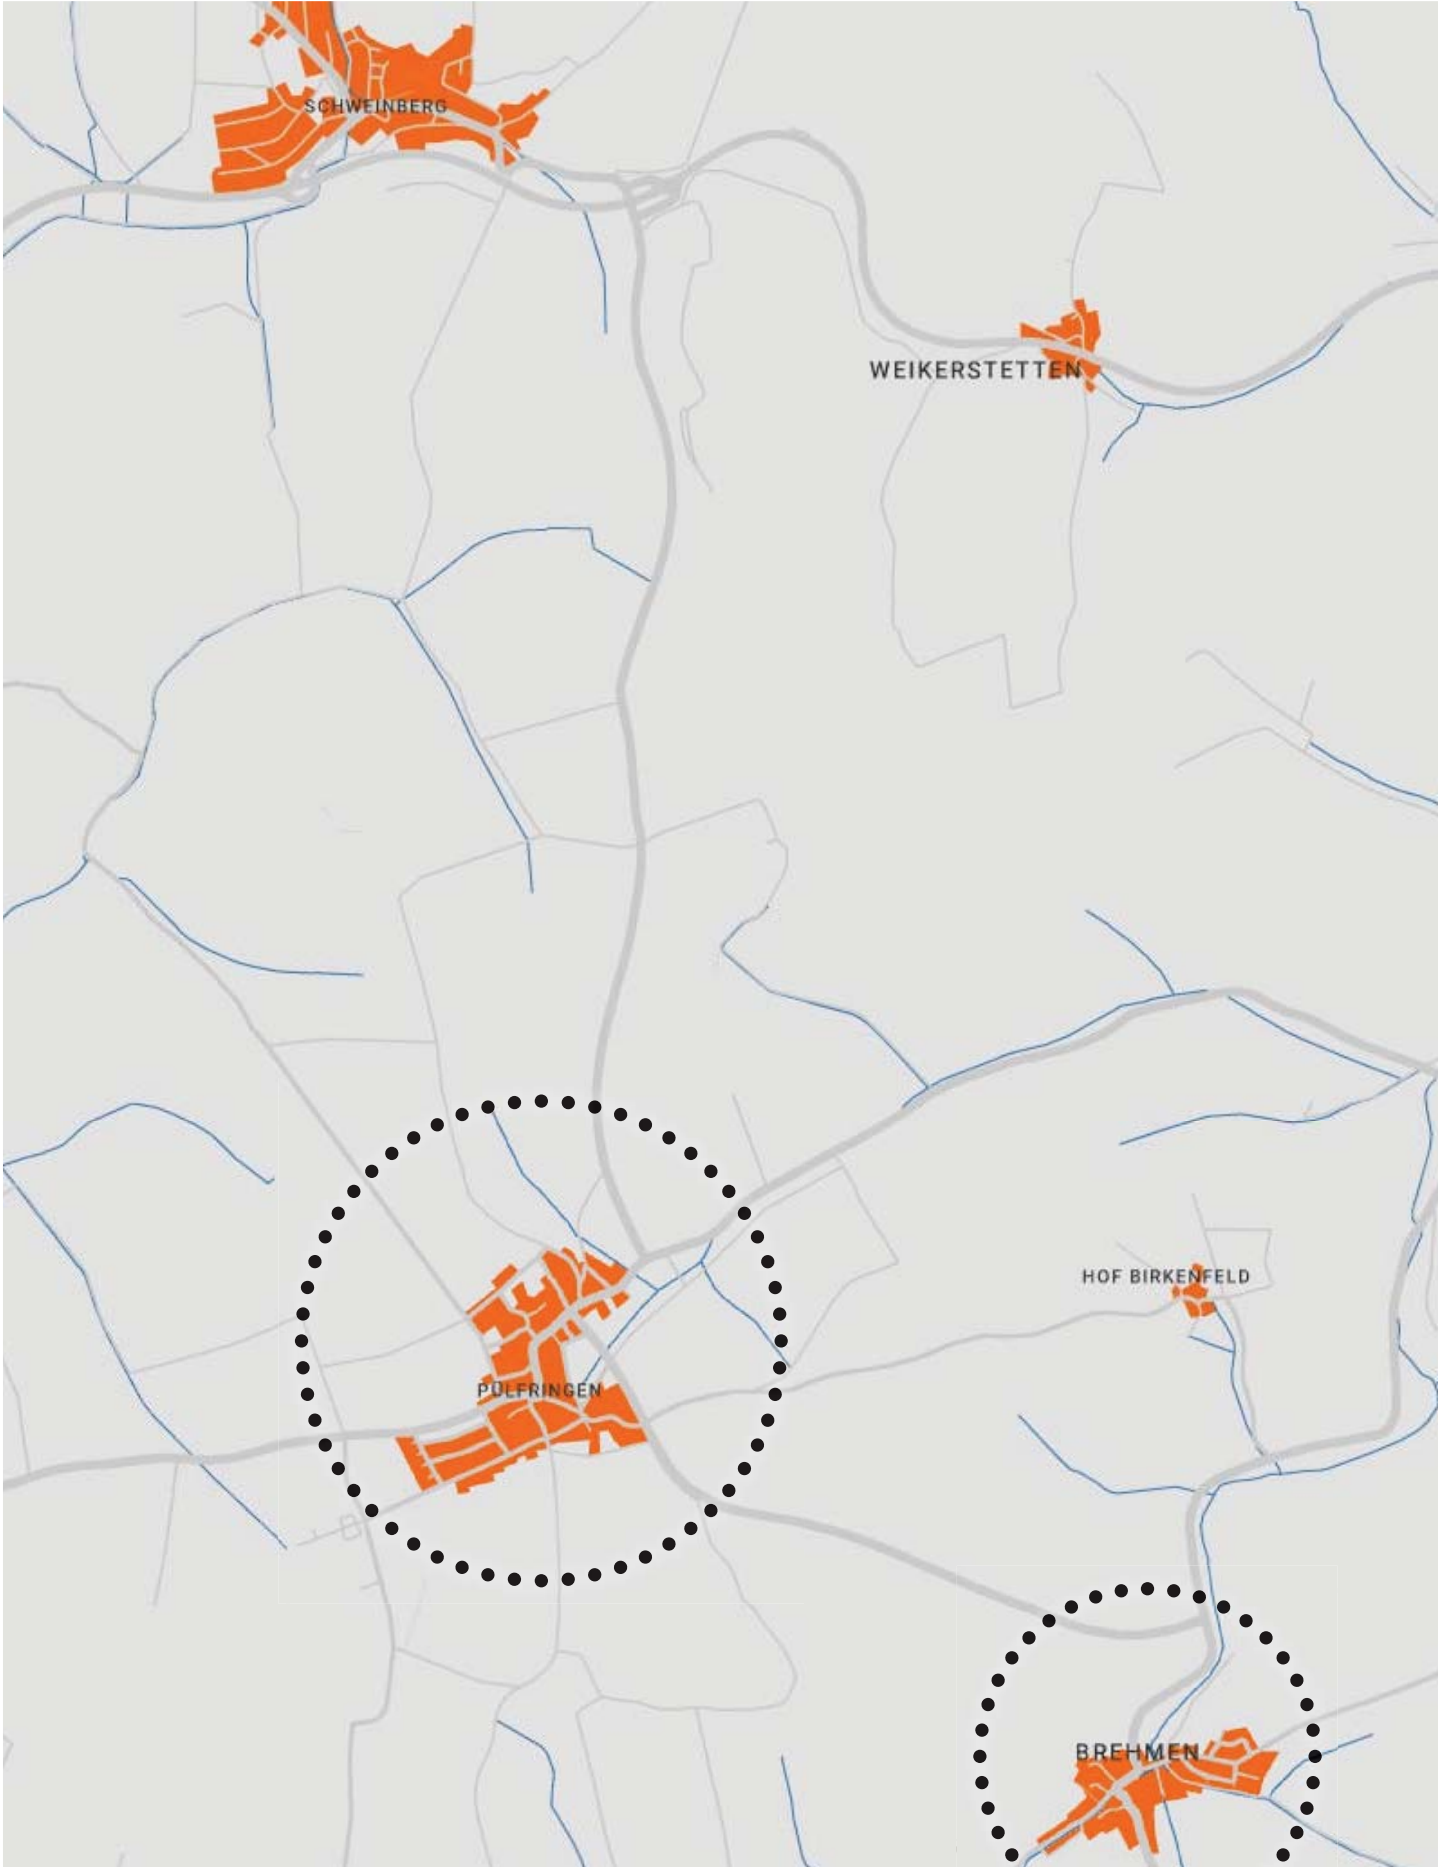 SCHWEINBERG
WEIKERSTETTEN
HOF BIRKENFELD
PÜLFRINGEN
BREHMEN